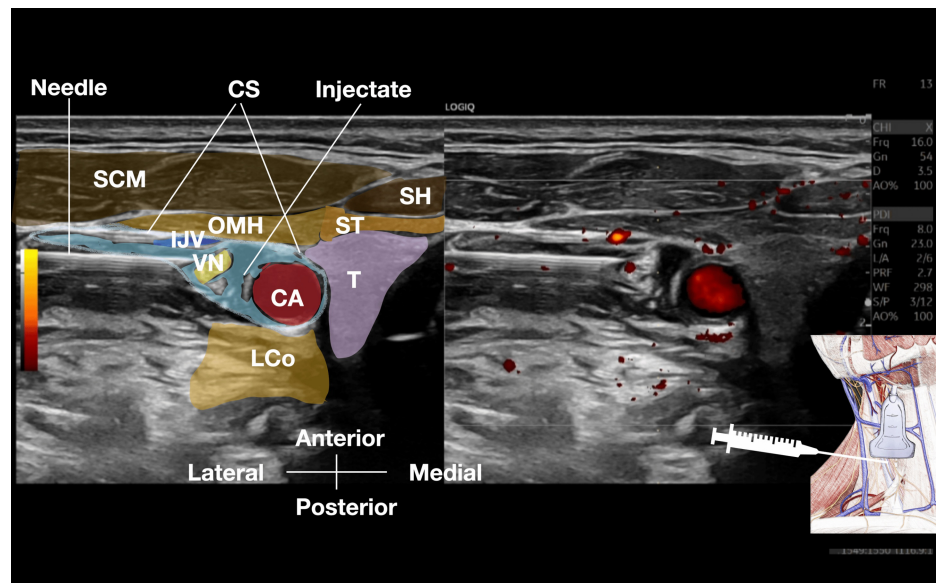 Needle
CS
Injectate
LOGIQ
SCM
SH
OMH
ST
IJV
VN
T
CA
LCo
Anterior
Lateral
Medial
Posterior
0
2
FR 13
CHI X
Frq 16.0
Gn 54
D 3.5
AO% 100
PDI
Frq 8.0
Gn 23.0
L/A 2/6
PRF 2.7
WF 298
S/P 3/12
AO% 100